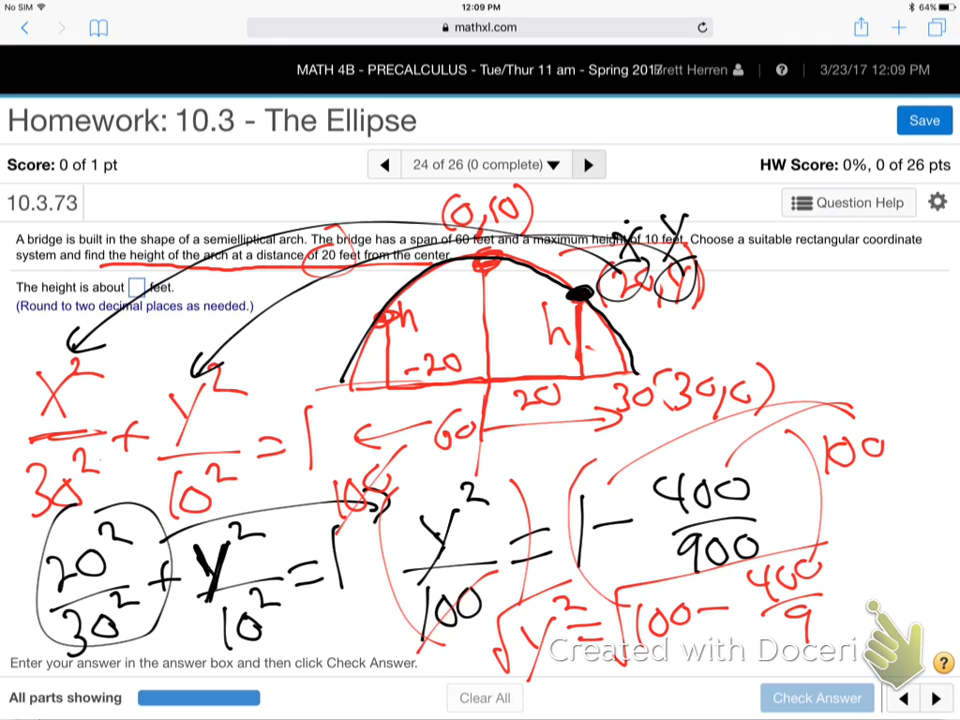 No SIM 12:09 PM 64%
mathxl.com
MATH 4B - PRECALCULUS - Tue/Thur 11 am - Spring 2017 Brett Herren ? 3/23/17 12:09 PM
Homework: 10.3 - The Ellipse Save
Score: 0 of 1 pt 24 of 26 (0 complete) HW Score: 0%, 0 of 26 pts
10.3.73 Question Help
(0,10)
A bridge is built in the shape of a semielliptical arch. The bridge has a span of 60 feet and a maximum height of 10 feet. Choose a suitable rectangular coordinate
system and find the height of the arch at a distance of 20 feet from the center.
x y
(20,y)
The height is about feet.
(Round to two decimal places as needed.)
h h
-20 20 30 (30,0)
60
x²/30² + y²/10² = 1
100 100
20²/30² + y²/10² = 1
y²/100 = 1 - 400/900
√y² = √100 - 400/9
Created with Doceri
Enter your answer in the answer box and then click Check Answer. ?
All parts showing Clear All Check Answer